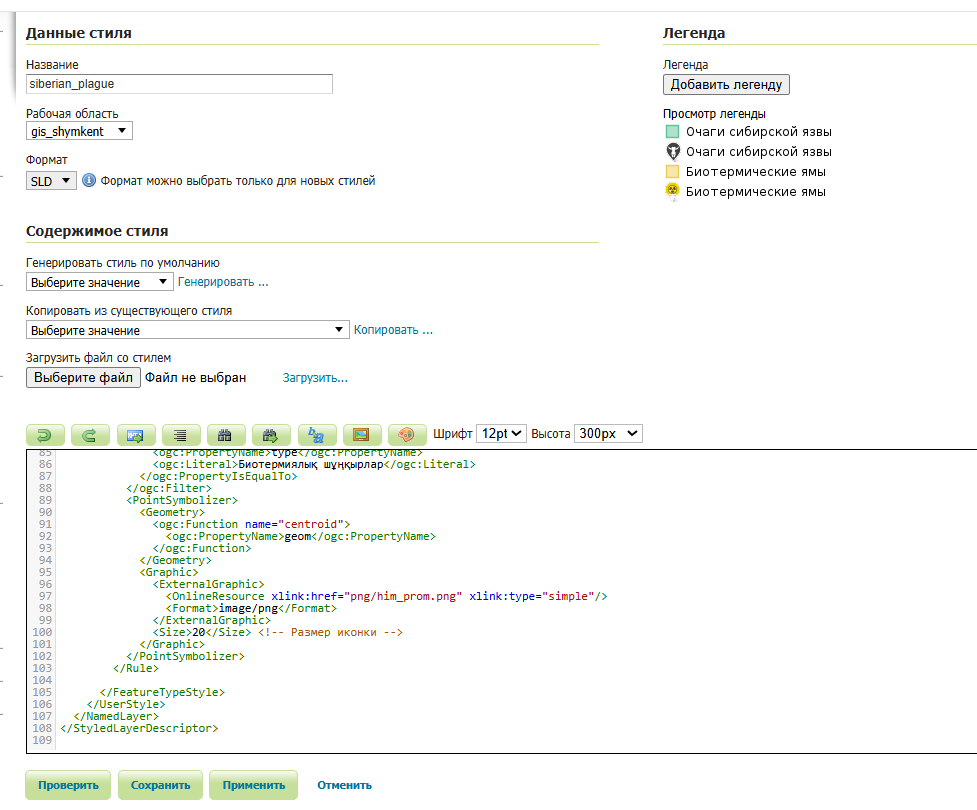 Данные стиля
Название
siberian_plague
Рабочая область
gis_shymkent
Формат
SLD Формат можно выбрать только для новых стилей
Легенда
Легенда
Добавить легенду
Просмотр легенды
Очаги сибирской язвы
Очаги сибирской язвы
Биотермические ямы
Биотермические ямы
Содержимое стиля
Генерировать стиль по умолчанию
Выберите значение Генерировать ...
Копировать из существующего стиля
Выберите значение Копировать ...
Загрузить файл со стилем
Выберите файл Файл не выбран Загрузить...
Шрифт 12pt Высота 300px
85 <ogc:PropertyName>type</ogc:PropertyName>
86 <ogc:Literal>Биотермиялық шұңқырлар</ogc:Literal>
87 </ogc:PropertyIsEqualTo>
88 </ogc:Filter>
89 <PointSymbolizer>
90 <Geometry>
91 <ogc:Function name="centroid">
92 <ogc:PropertyName>geom</ogc:PropertyName>
93 </ogc:Function>
94 </Geometry>
95 <Graphic>
96 <ExternalGraphic>
97 <OnlineResource xlink:href="png/him_prom.png" xlink:type="simple"/>
98 <Format>image/png</Format>
99 </ExternalGraphic>
100 <Size>20</Size> <!-- Размер иконки -->
101 </Graphic>
102 </PointSymbolizer>
103 </Rule>
104
105 </FeatureTypeStyle>
106 </UserStyle>
107 </NamedLayer>
108 </StyledLayerDescriptor>
109
Проверить Сохранить Применить Отменить